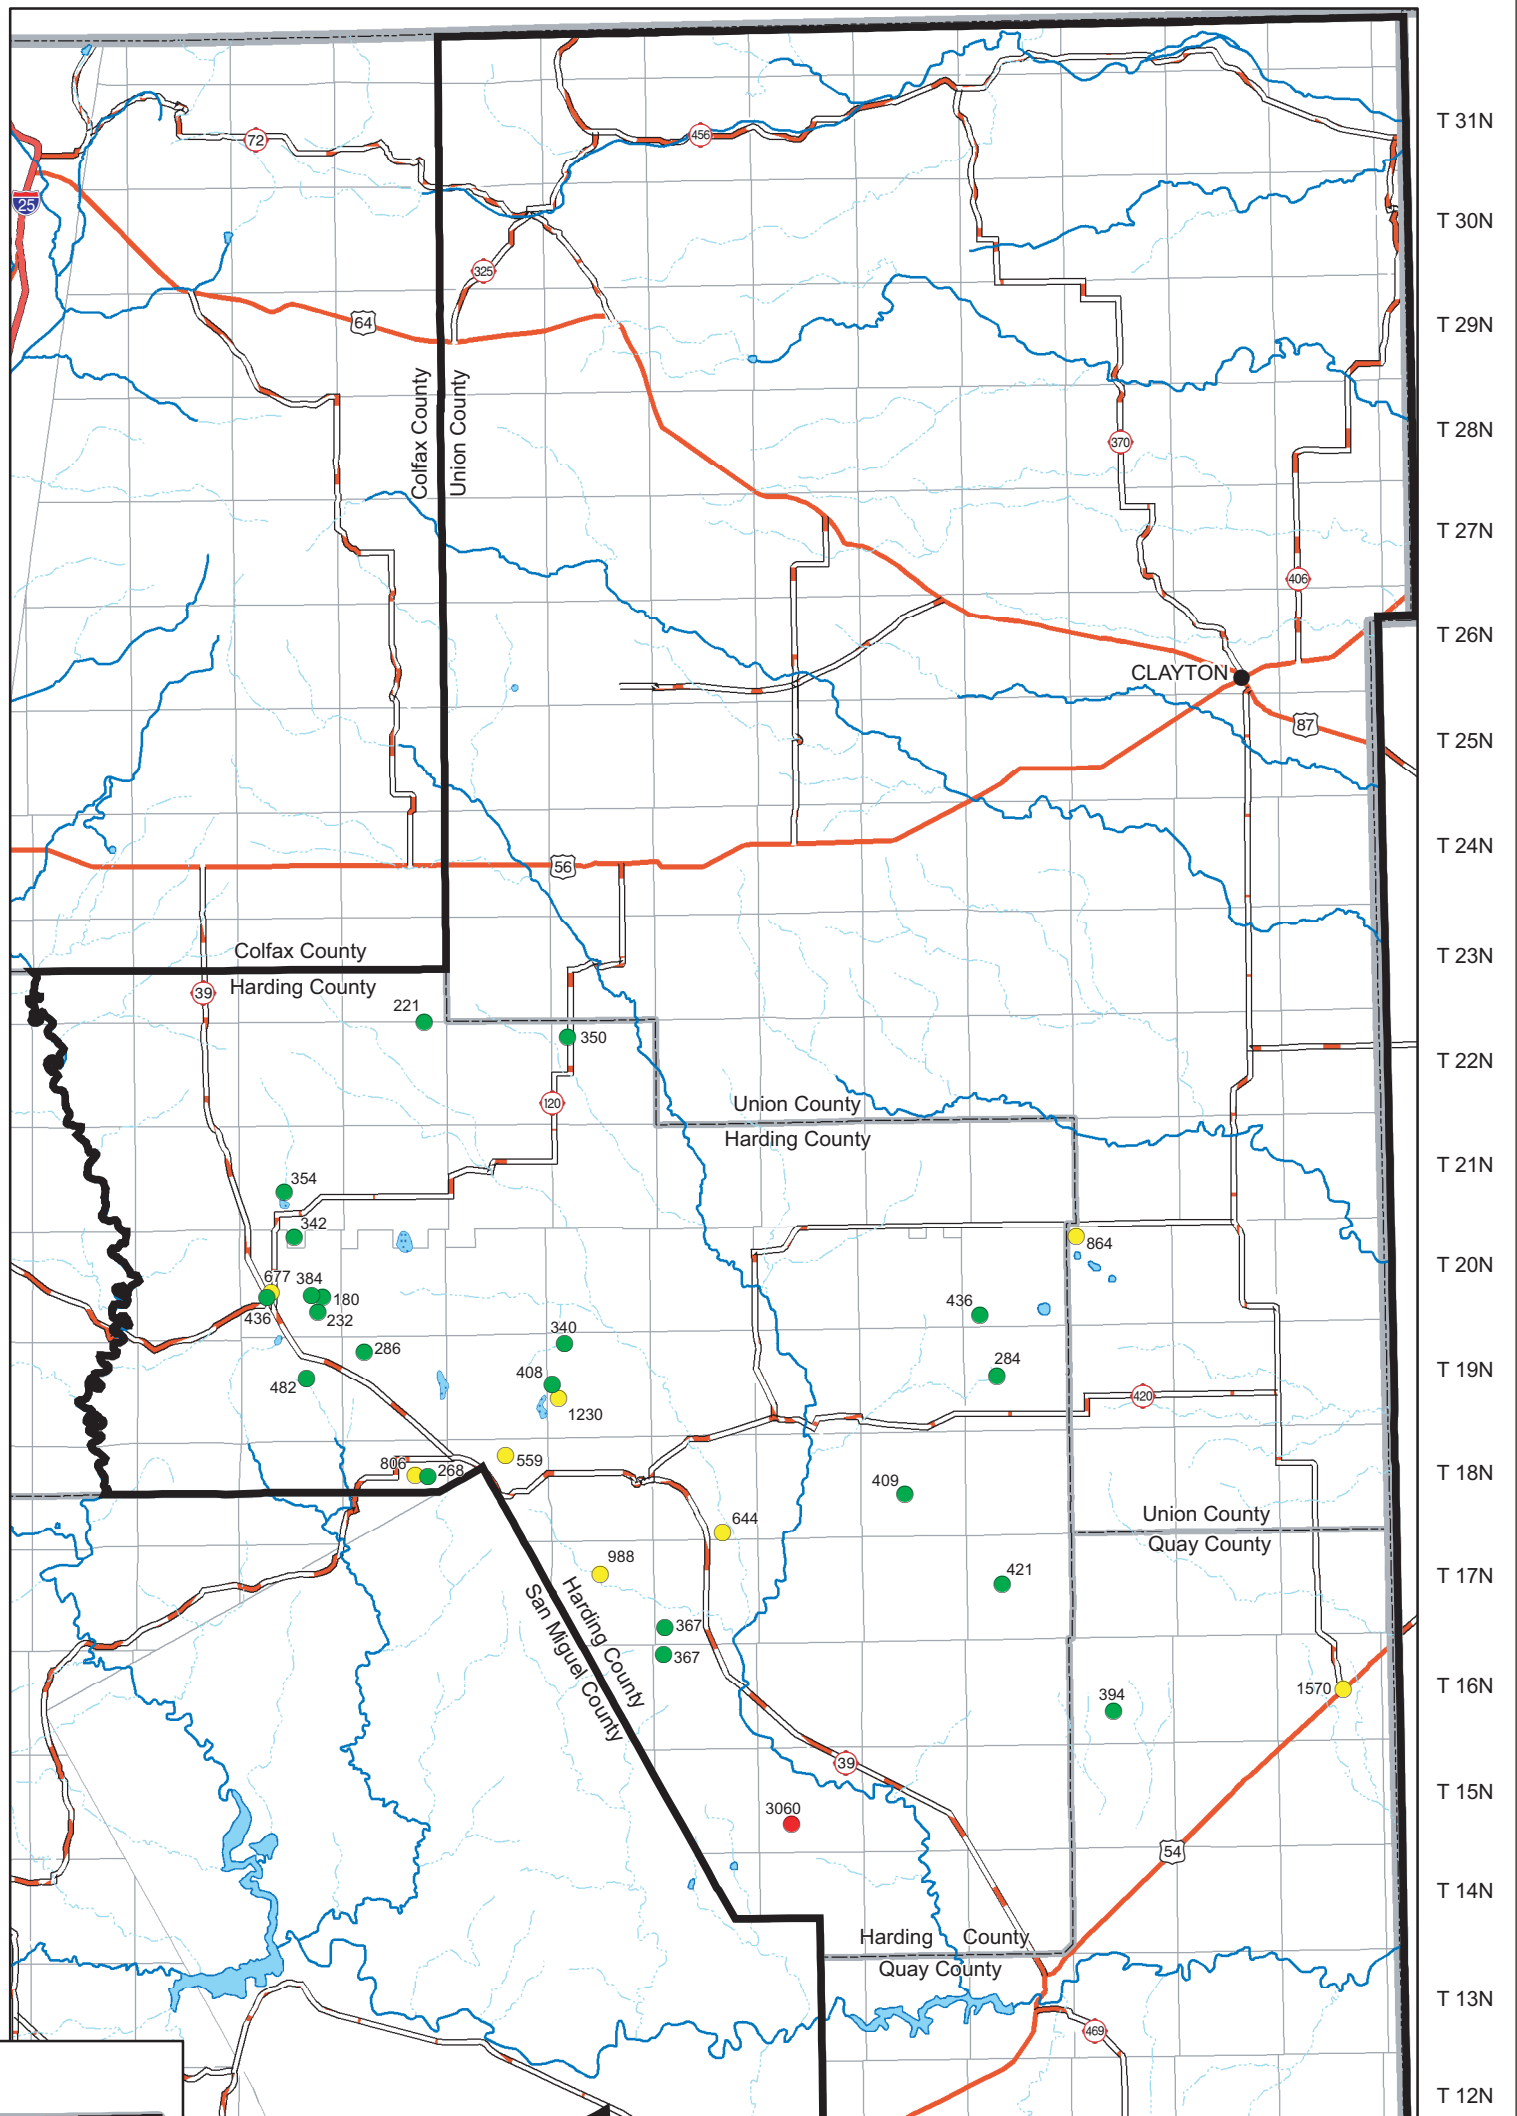 T 31N
72
456
25
T 30N
325
64
T 29N
Colfax County
Union County
T 28N
370
T 27N
406
T 26N
CLAYTON
87
T 25N
T 24N
56
Colfax County
T 23N
Harding County
39
221
350
T 22N
120
Union County
Harding County
T 21N
354
342
864
T 20N
677
384
180
436
232
436
340
286
284
T 19N
408
482
420
1230
559
806
268
T 18N
409
644
Union County
Quay County
988
421
T 17N
Harding County
San Miguel County
367
367
T 16N
394
1570
39
T 15N
3060
54
T 14N
Harding County
Quay County
T 13N
469
T 12N